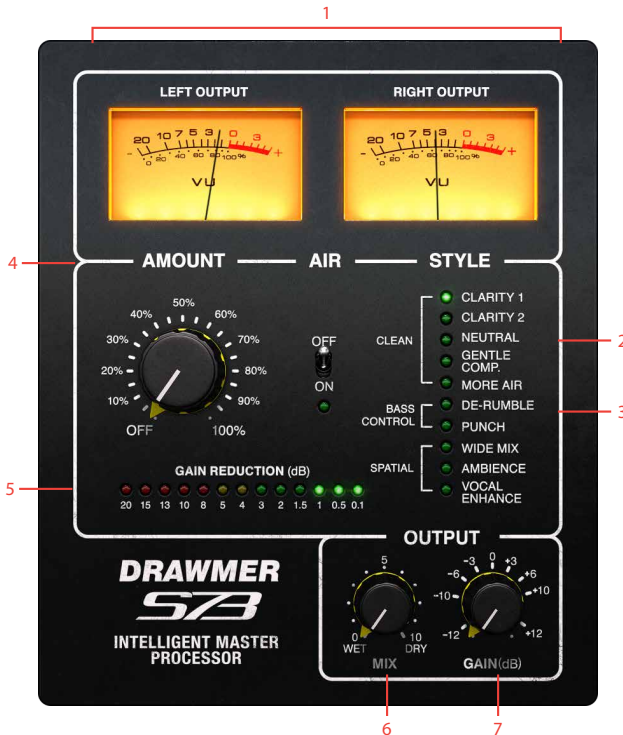 1
LEFT OUTPUT
RIGHT OUTPUT
20 10 7 5 3 0 3
- +
0 20 40 60 80 100%
VU
20 10 7 5 3 0 3
- +
0 20 40 60 80 100%
VU
4
AMOUNT
AIR
STYLE
OFF
10%
20%
30%
40%
50%
60%
70%
80%
90%
100%
OFF
ON
CLEAN
CLARITY 1
CLARITY 2
NEUTRAL
GENTLE
COMP.
MORE AIR
2
BASS
CONTROL
DE-RUMBLE
PUNCH
3
SPATIAL
WIDE MIX
AMBIENCE
VOCAL
ENHANCE
5
GAIN REDUCTION (dB)
20 15 13 10 8 5 4 3 2 1.5 1 0.5 0.1
DRAWMER
S73
INTELLIGENT MASTER
PROCESSOR
OUTPUT
5
0
WET
10
DRY
MIX
-12
-10
-6
-3
0
+3
+6
+10
+12
GAIN(dB)
6
7